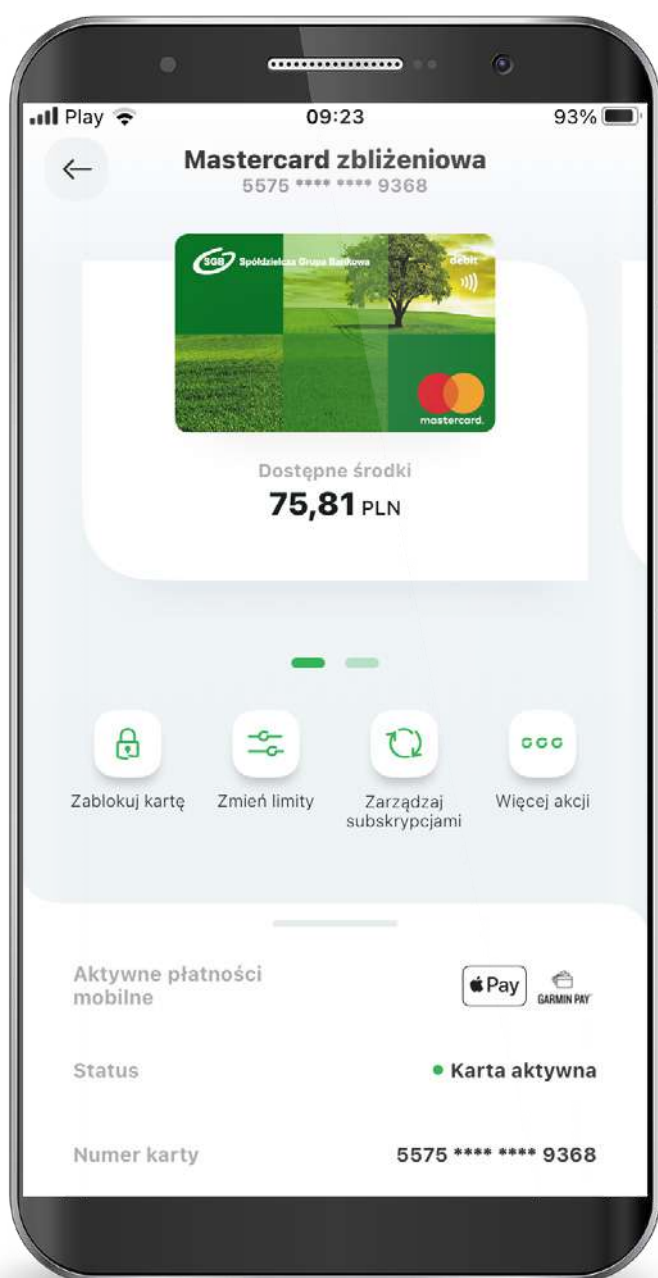 Play 09:23 93%
Mastercard zbliżeniowa
5575 **** **** 9368
SGB Spółdzielcza Grupa Bankowa debit
mastercard.
Dostępne środki
75,81 PLN
Zablokuj kartę Zmień limity Zarządzaj subskrypcjami Więcej akcji
Aktywne płatności
mobilne
Pay GARMIN PAY
Status Karta aktywna
Numer karty 5575 **** **** 9368